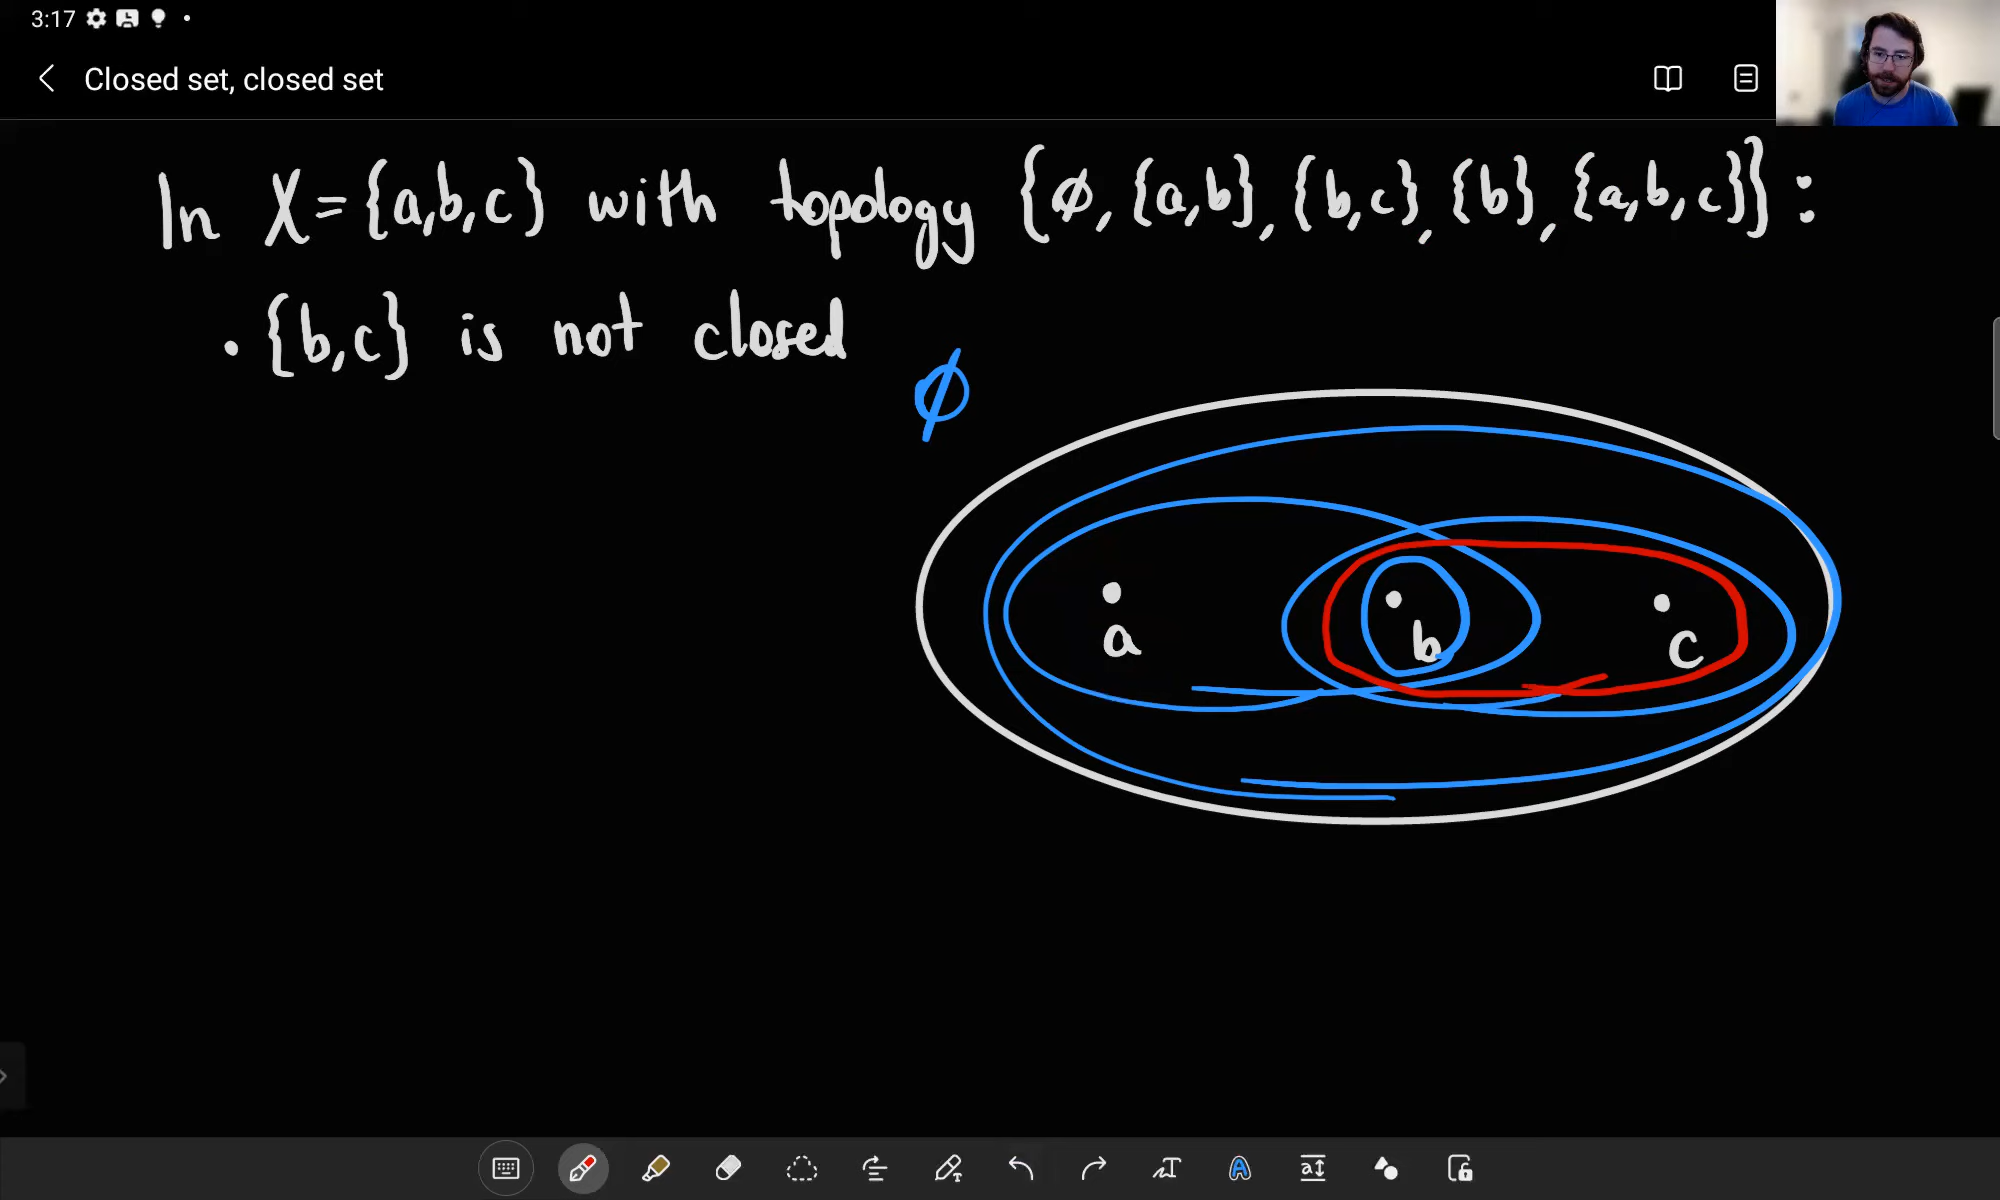 3:17
Closed set, closed set
In X={a,b,c} with topology {∅, {a,b}, {b,c}, {b}, {a,b,c}}:
• {b,c} is not closed
∅
a b c